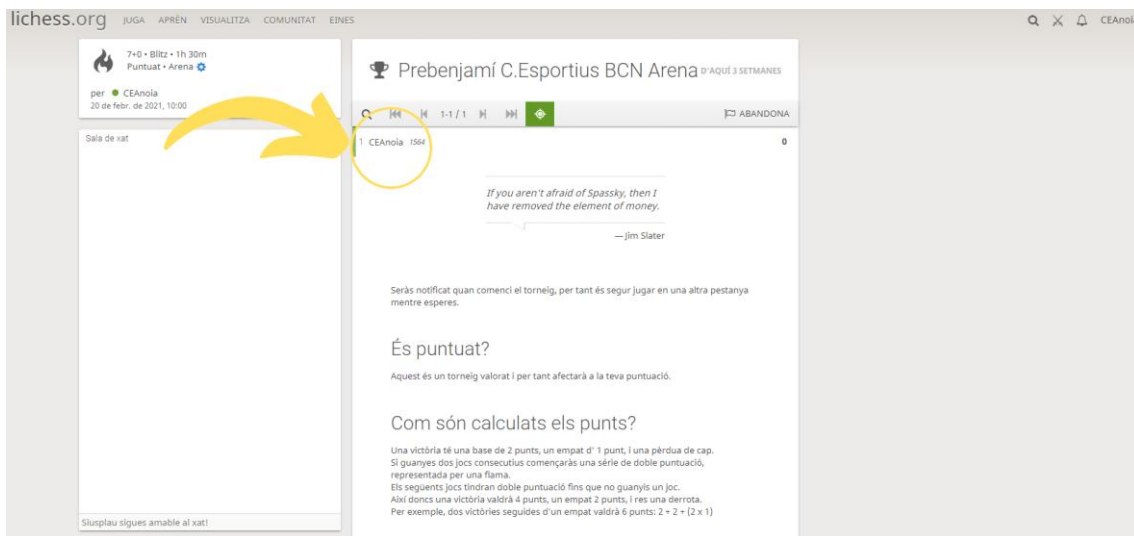 lichess.org JUGA APRÈN VISUALITZA COMUNITAT EINES
7+0 • Blitz • 1h 30m
Puntuat • Arena
per CEAnoia
20 de febr. de 2021, 10:00
Sala de xat
Siusplau sigues amable al xat!
Prebenjamí C.Esportius BCN Arena D'AQUÍ 3 SETMANES
1-1 / 1 ABANDONA
1 CEAnoia 1564 0
If you aren't afraid of Spassky, then I
have removed the element of money.
— Jim Slater
Seràs notificat quan comenci el torneig, per tant és segur jugar en una altra pestanya
mentre esperes.
És puntuat?
Aquest és un torneig valorat i per tant afectarà a la teva puntuació.
Com són calculats els punts?
Una victòria té una base de 2 punts, un empat d' 1 punt, i una pèrdua de cap.
Si guanyes dos jocs consecutius començaràs una sèrie de doble puntuació,
representada per una flama.
Els següents jocs tindran doble puntuació fins que no guanyis un joc.
Així doncs una victòria valdrà 4 punts, un empat 2 punts, i res una derrota.
Per exemple, dos victòries seguides d'un empat valdrà 6 punts: 2 + 2 + (2 x 1)